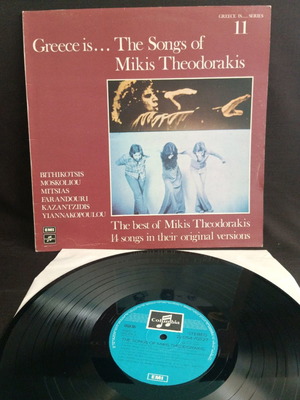 GREECE IS... SERIES
11
Greece is... The Songs of
Mikis Theodorakis
BITHIKOTSIS
MOSKOLIOU
MITSIAS
FARANDOURI
KAZANTZIDIS
YIANNAKOPOULOU
The best of Mikis Theodorakis
14 songs in their original versions
EMI
Columbia
EMI